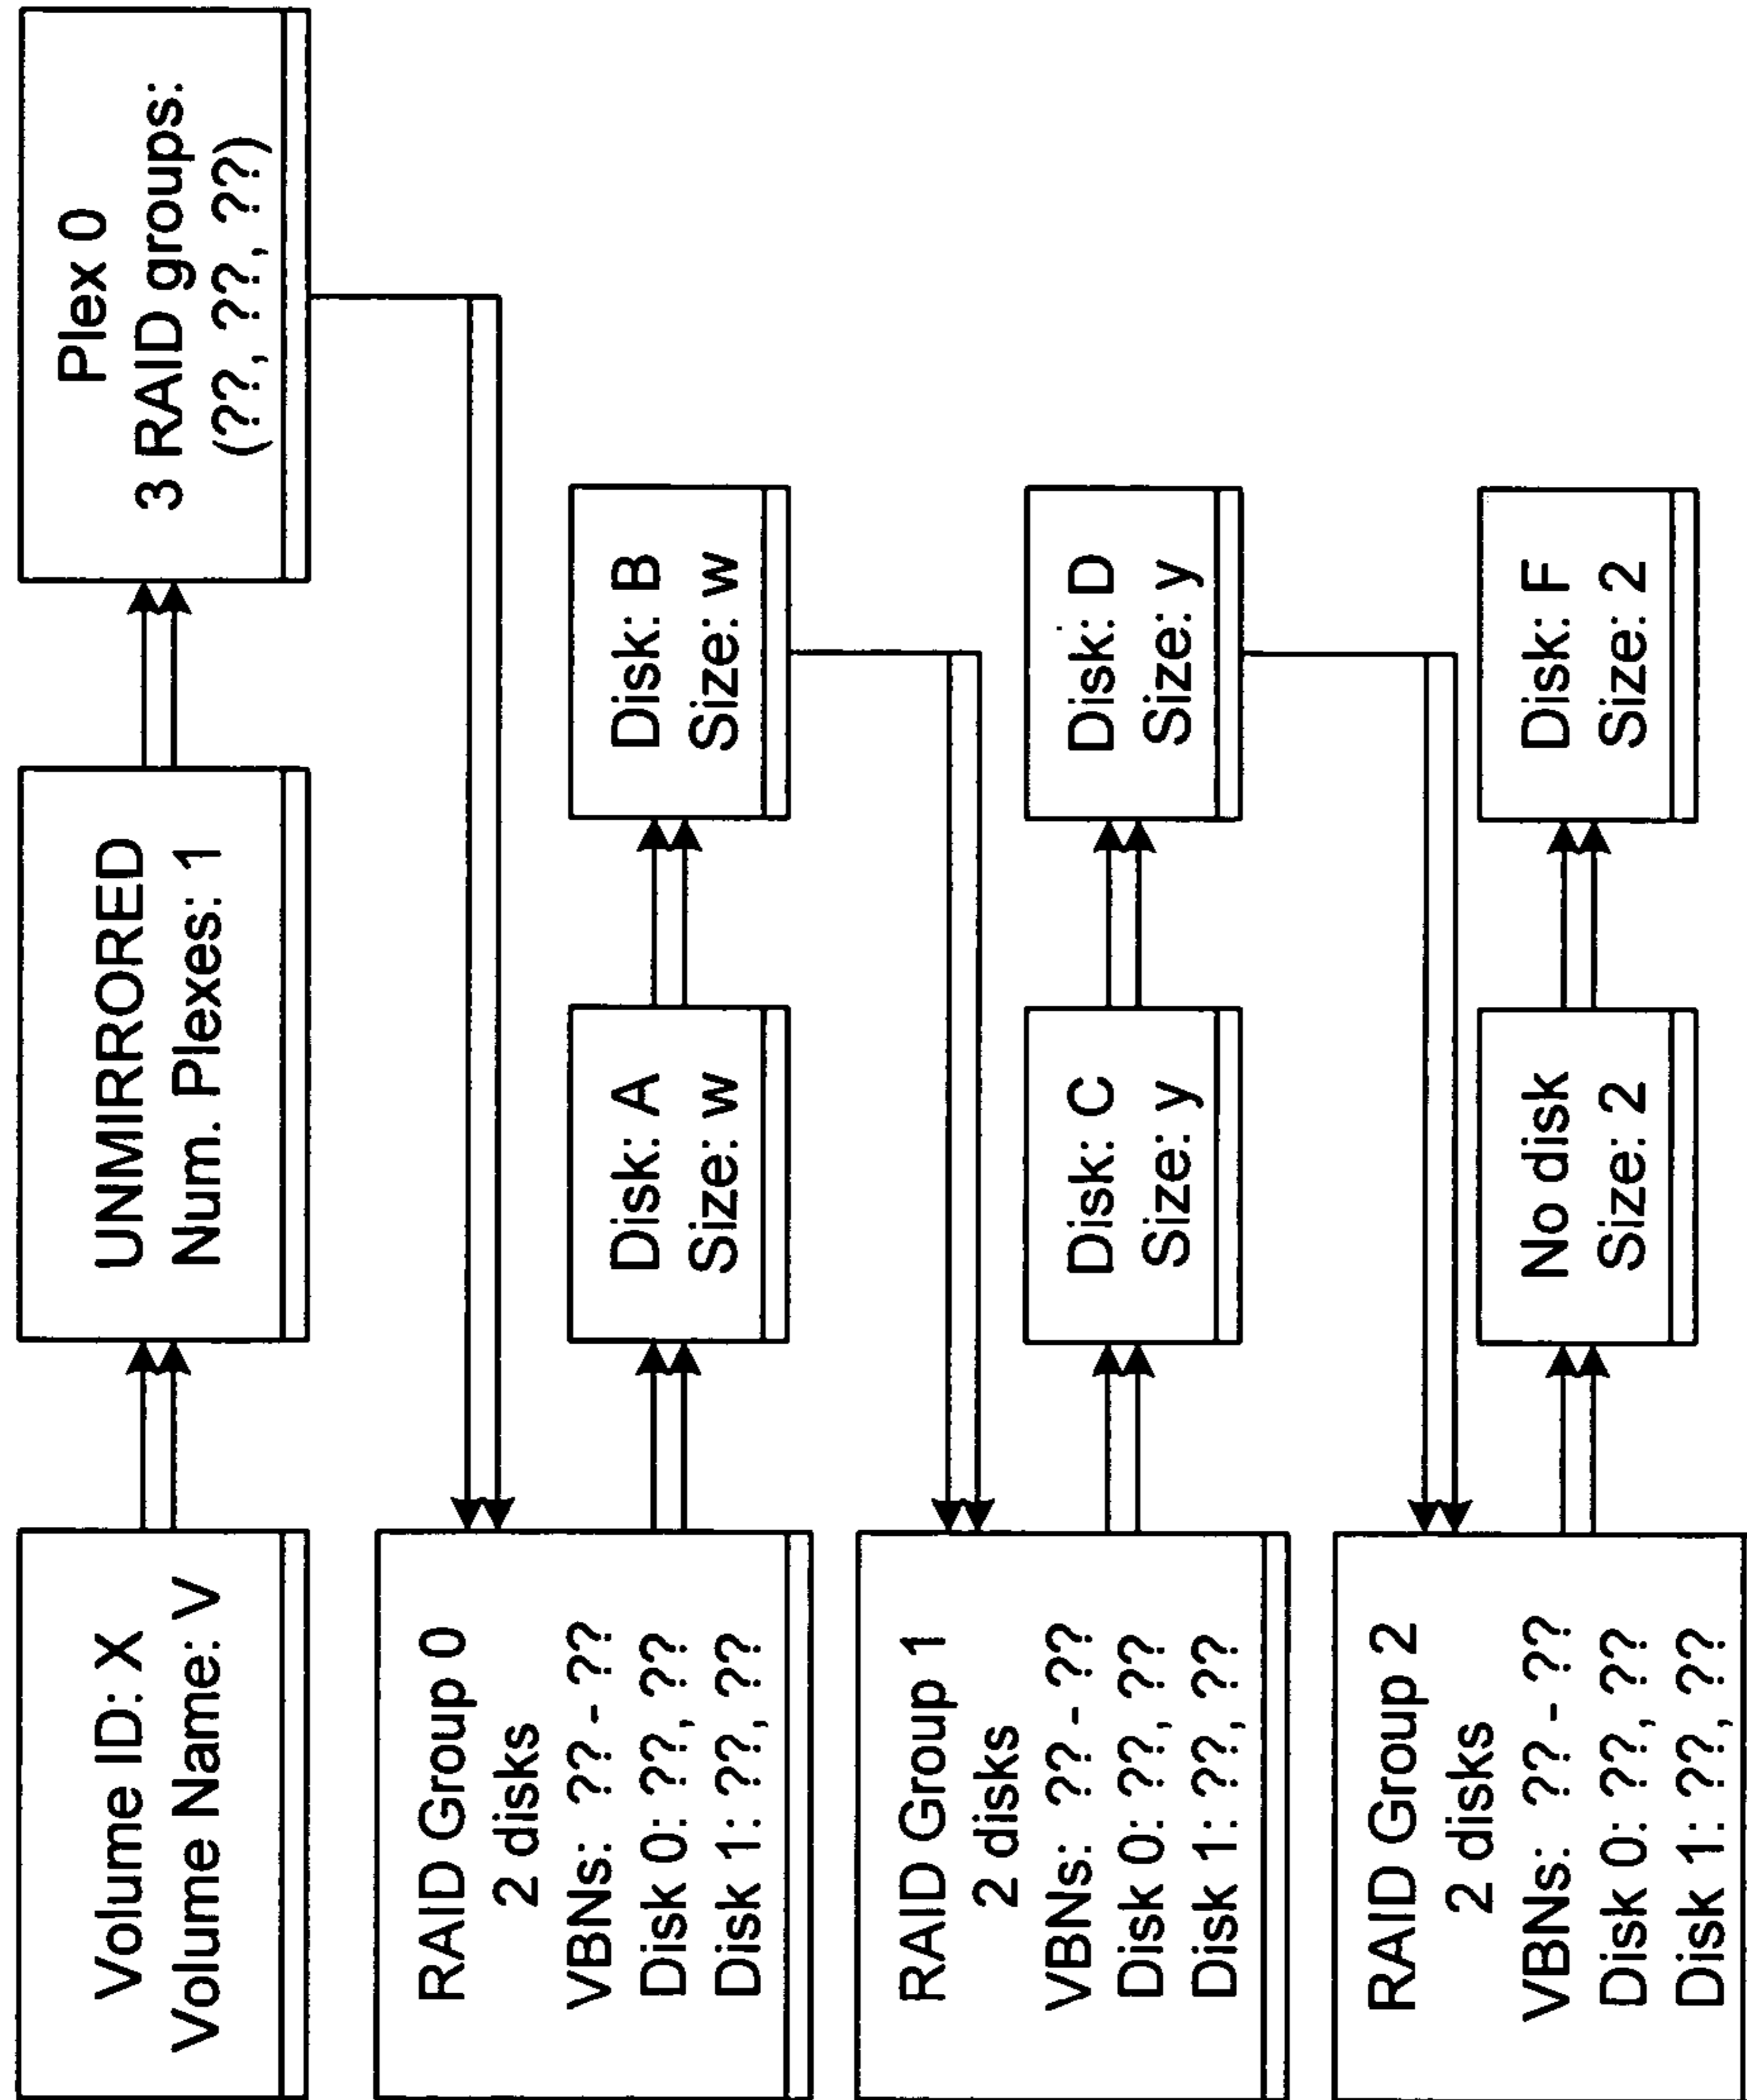 Volume ID: X
Volume Name: V
UNMIRRORED
Num. Plexes: 1
Plex 0
3 RAID groups:
(??, ??, ??)
RAID Group 0
2 disks
VBNs: ?? - ??
Disk 0: ??, ??
Disk 1: ??, ??
Disk: A
Size: w
Disk: B
Size: w
RAID Group 1
2 disks
VBNs: ?? - ??
Disk 0: ??, ??
Disk 1: ??, ??
Disk: C
Size: y
Disk: D
Size: y
RAID Group 2
2 disks
VBNs: ?? - ??
Disk 0: ??, ??
Disk 1: ??, ??
No disk
Size: 2
Disk: F
Size: 2